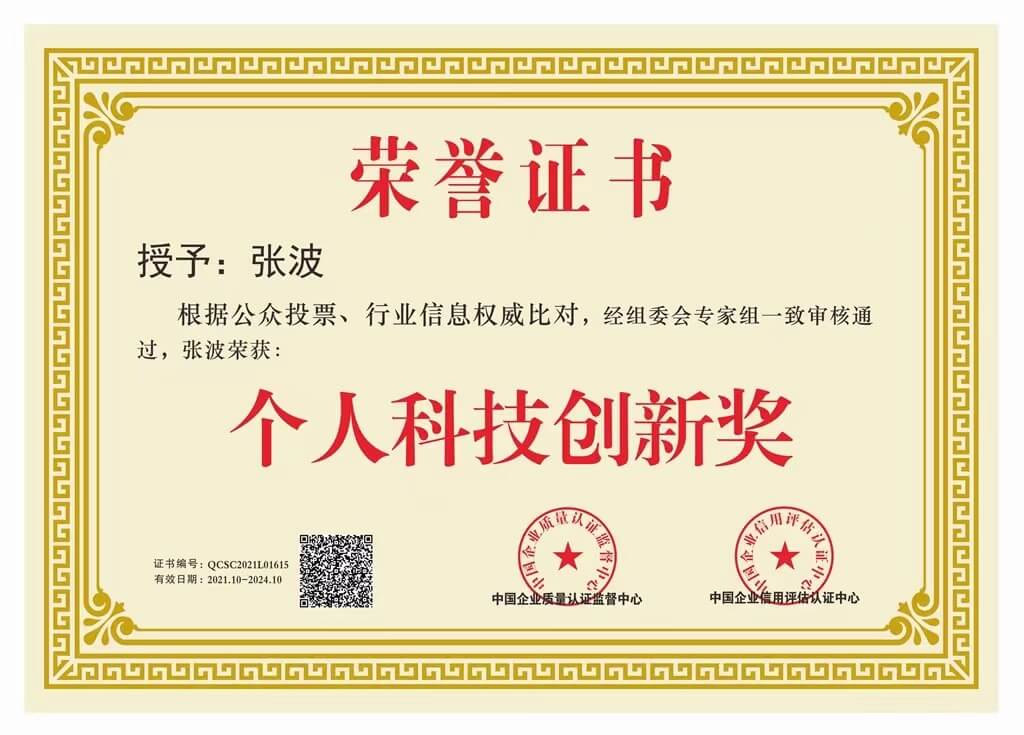 荣誉证书
授予：张波
根据公众投票、行业信息权威比对，经组委会专家组一致审核通
过，张波荣获：
个人科技创新奖
中国企业质量认证监督中心
中国企业信用评估认证中心
证书编号：QCSC2021L01615
有效日期：2021.10-2024.10
中国企业质量认证监督中心
中国企业信用评估认证中心